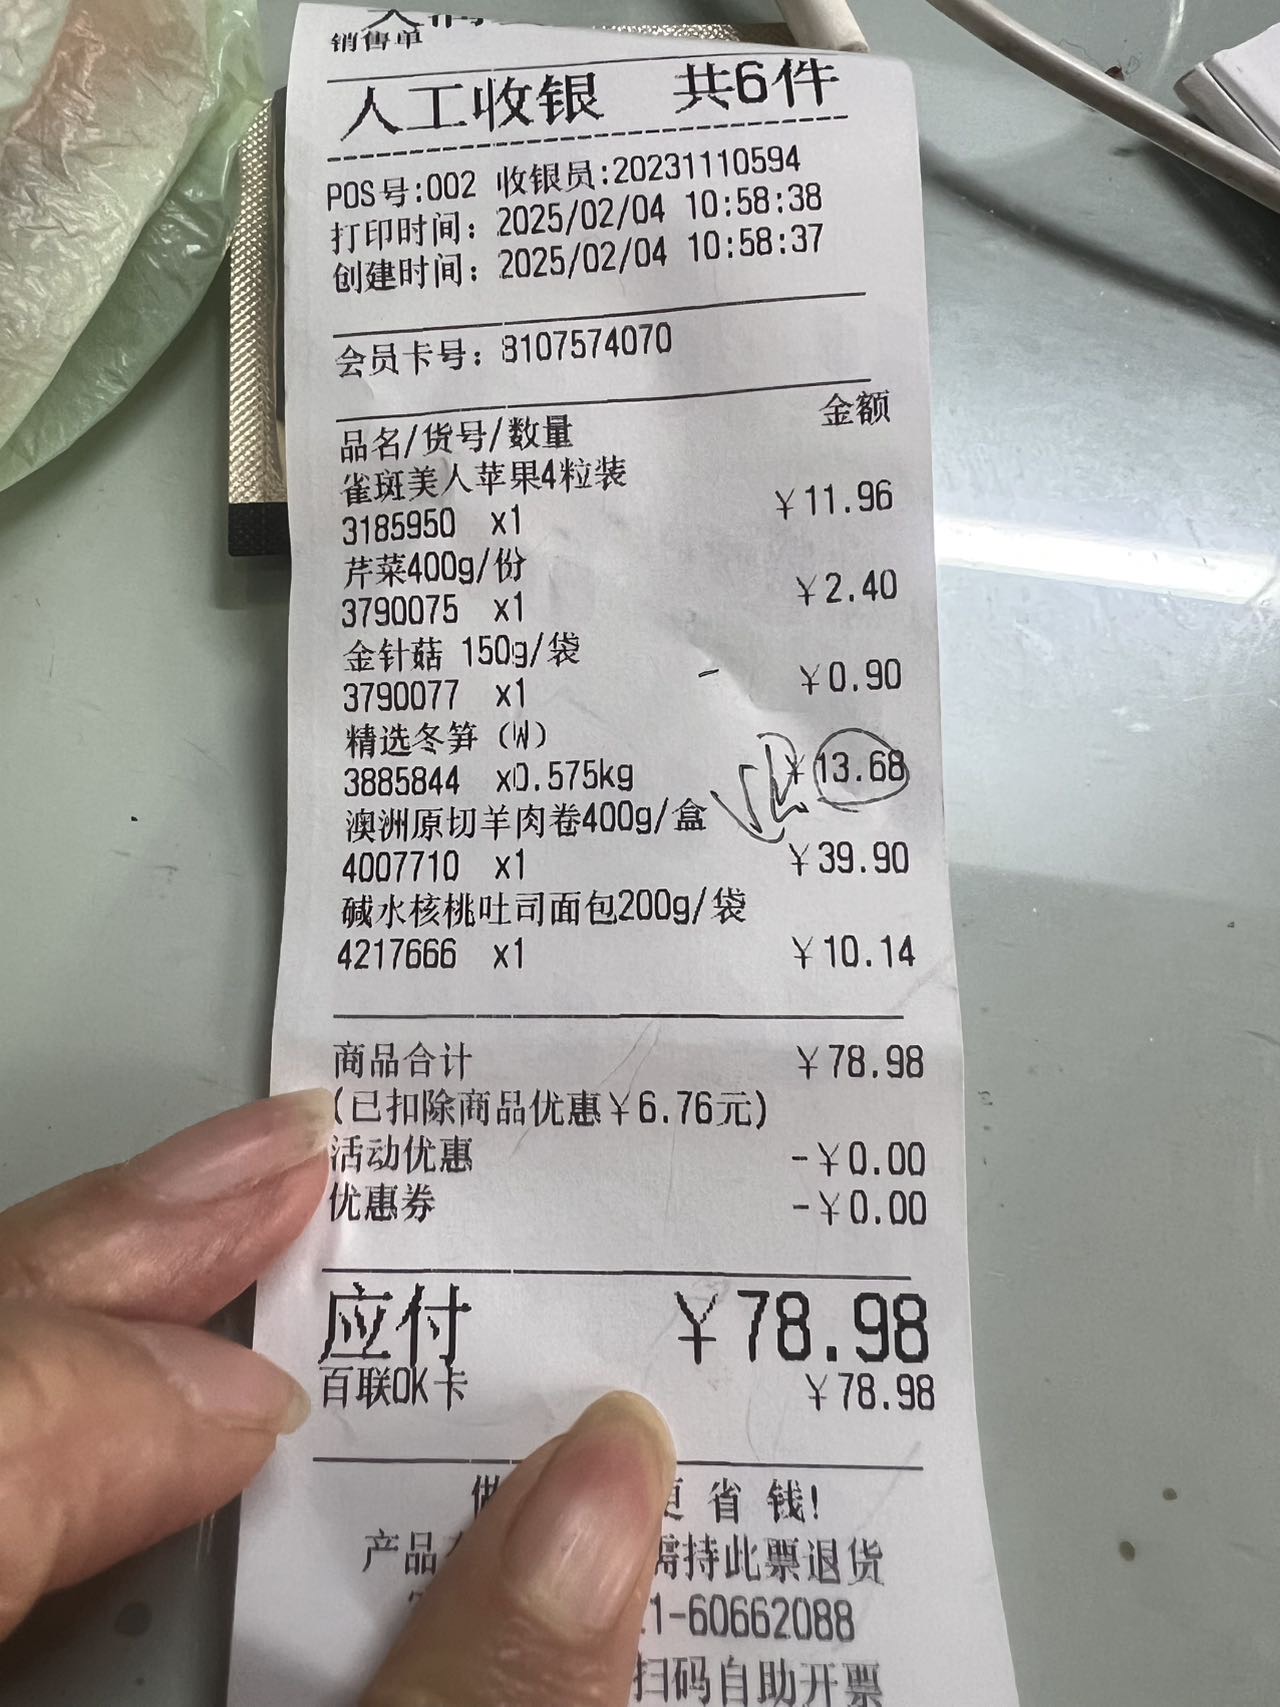 销售单
人工收银 共6件
POS号:002 收银员:20231110594
打印时间: 2025/02/04 10:58:38
创建时间: 2025/02/04 10:58:37
会员卡号: 8107574070
品名/货号/数量 金额
雀斑美人苹果4粒装
3185950 x1 ¥11.96
芹菜400g/份
3790075 x1 ¥2.40
金针菇 150g/袋
3790077 x1 ¥0.90
精选冬笋(W)
3885844 x0.575kg ¥13.68
澳洲原切羊肉卷400g/盒
4007710 x1 ¥39.90
碱水核桃吐司面包200g/袋
4217666 x1 ¥10.14
商品合计 ¥78.98
(已扣除商品优惠¥6.76元)
活动优惠 -¥0.00
优惠券 -¥0.00
应付 ¥78.98
百联OK卡 ¥78.98
省钱!
产品 需持此票退货
1-60662088
扫码自助开票